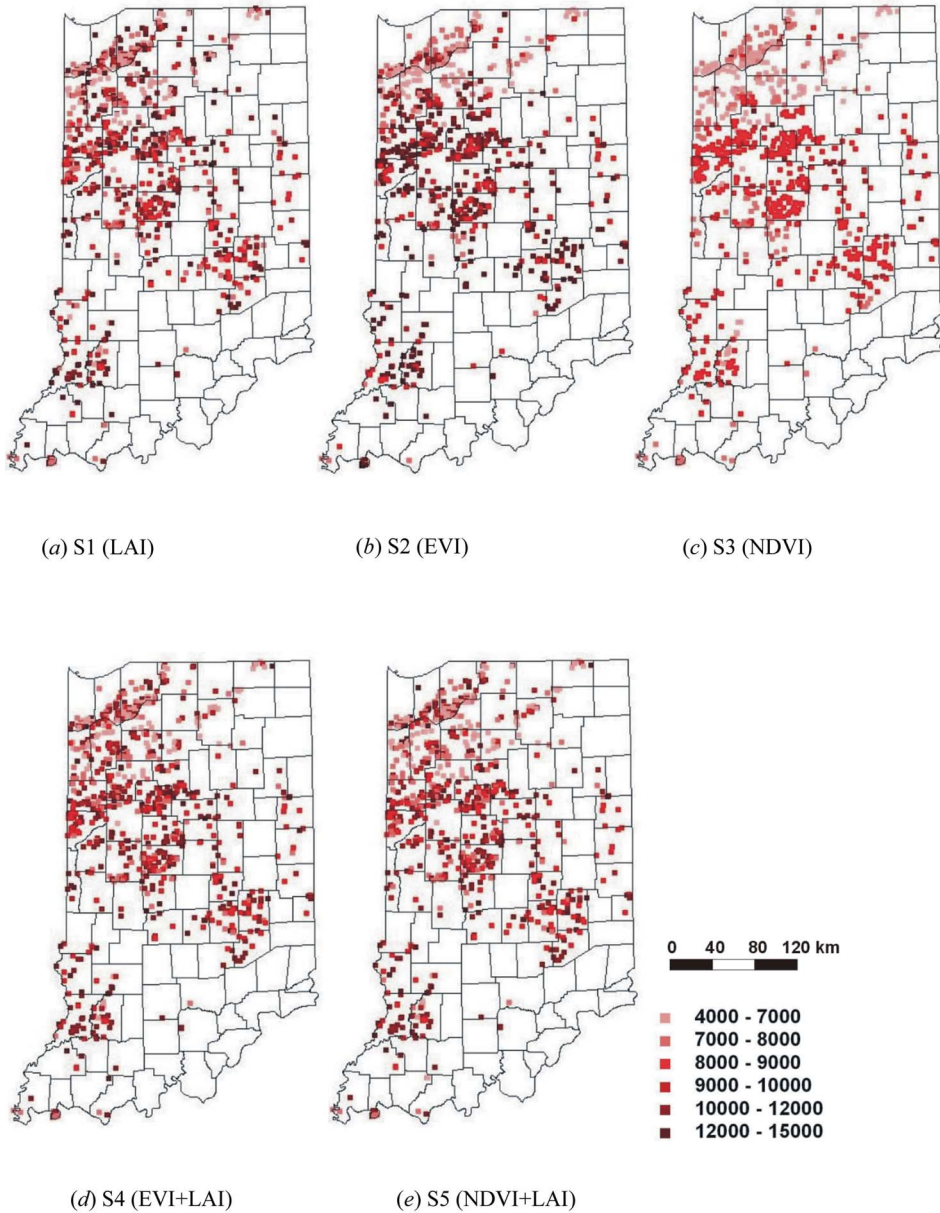 (a) S1 (LAI)
(b) S2 (EVI)
(c) S3 (NDVI)
0 40 80 120 km
4000 - 7000
7000 - 8000
8000 - 9000
9000 - 10000
10000 - 12000
12000 - 15000
(d) S4 (EVI+LAI)
(e) S5 (NDVI+LAI)